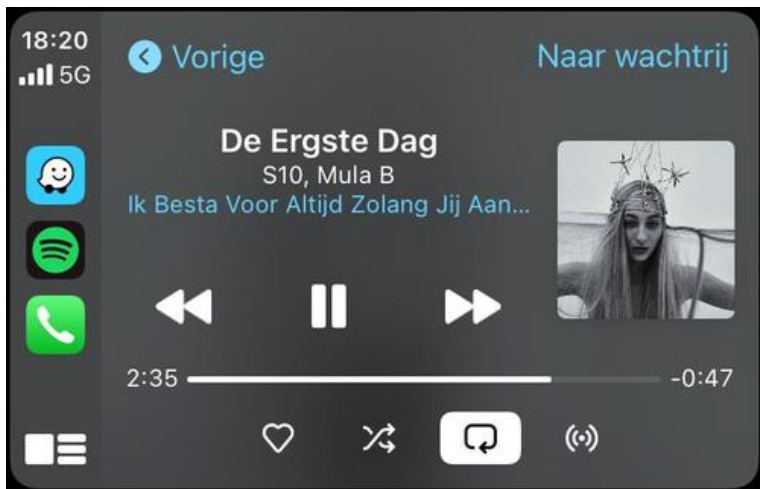 18:20
5G
Vorige
Naar wachtrij
De Ergste Dag
S10, Mula B
Ik Besta Voor Altijd Zolang Jij Aan...
2:35
-0:47